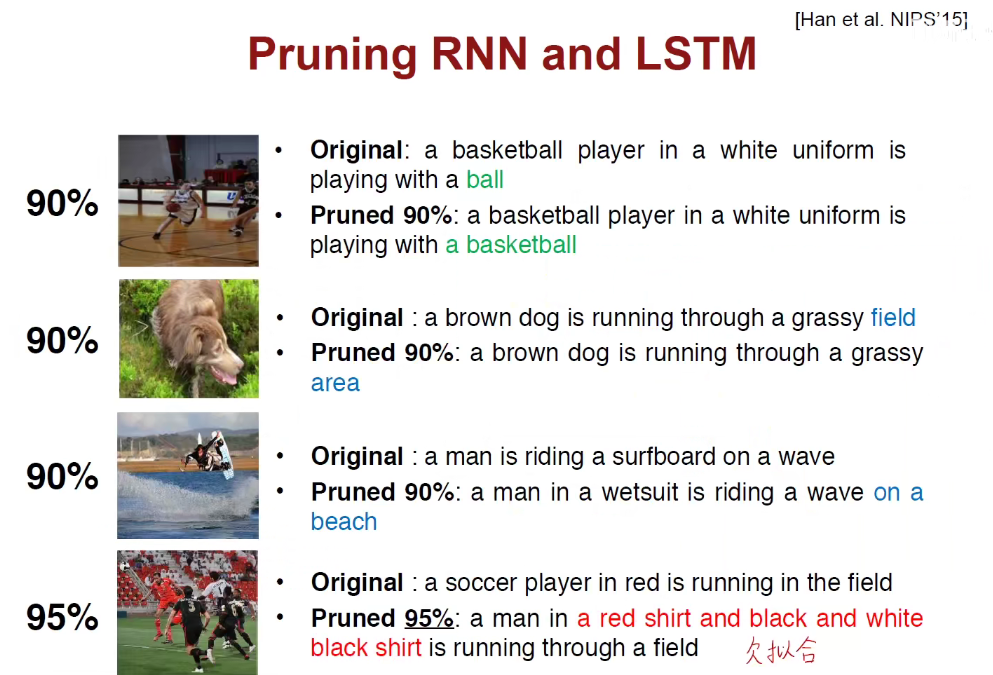 [Han et al. NIPS'15]
Pruning RNN and LSTM
90%
• Original: a basketball player in a white uniform is
playing with a ball
• Pruned 90%: a basketball player in a white uniform is
playing with a basketball
90%
• Original : a brown dog is running through a grassy field
• Pruned 90%: a brown dog is running through a grassy
area
90%
• Original : a man is riding a surfboard on a wave
• Pruned 90%: a man in a wetsuit is riding a wave on a
beach
95%
• Original : a soccer player in red is running in the field
• Pruned 95%: a man in a red shirt and black and white
black shirt is running through a field
欠拟合